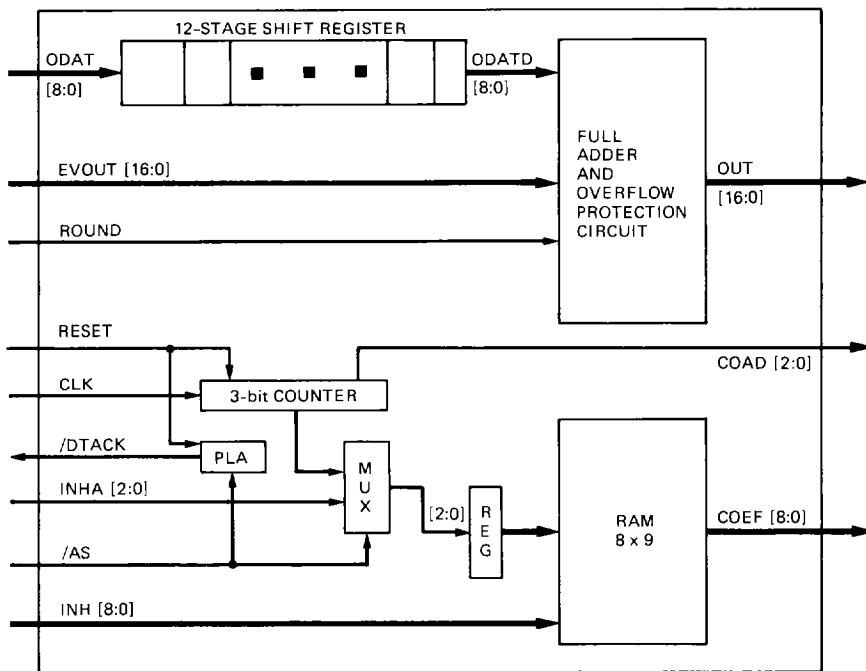 12-STAGE SHIFT REGISTER
ODAT
[8:0]
ODATD
[8:0]
EVOUT [16:0]
ROUND
FULL
ADDER
AND
OVERFLOW
PROTECTION
CIRCUIT
OUT
[16:0]
RESET
CLK
3-bit COUNTER
COAD [2:0]
/DTACK
PLA
INHA [2:0]
M
U
X
[2:0]
R
E
G
RAM
8 x 9
COEF [8:0]
/AS
INH [8:0]